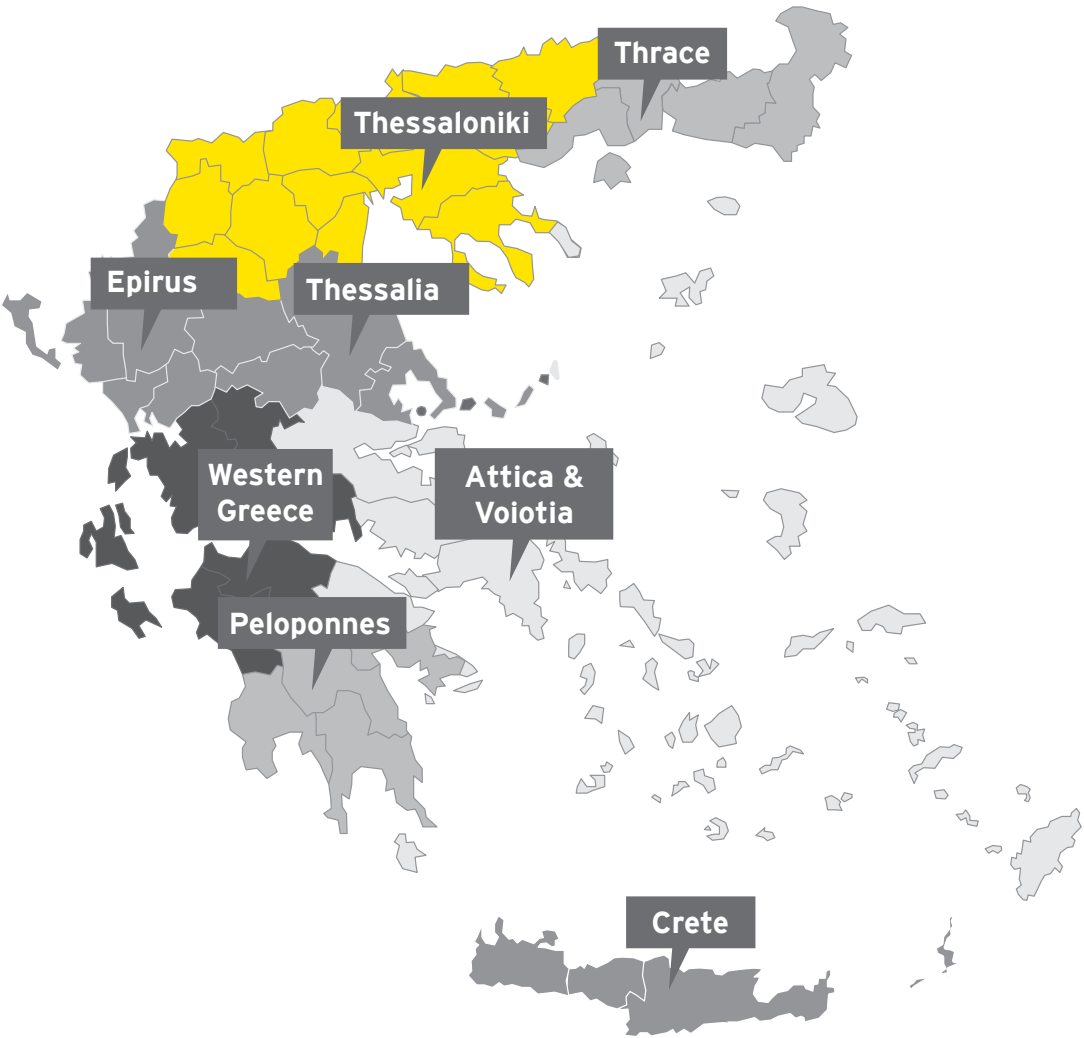 Thrace
Thessaloniki
Epirus
Thessalia
Western
Greece
Attica &
Voiotia
Peloponnes
Crete